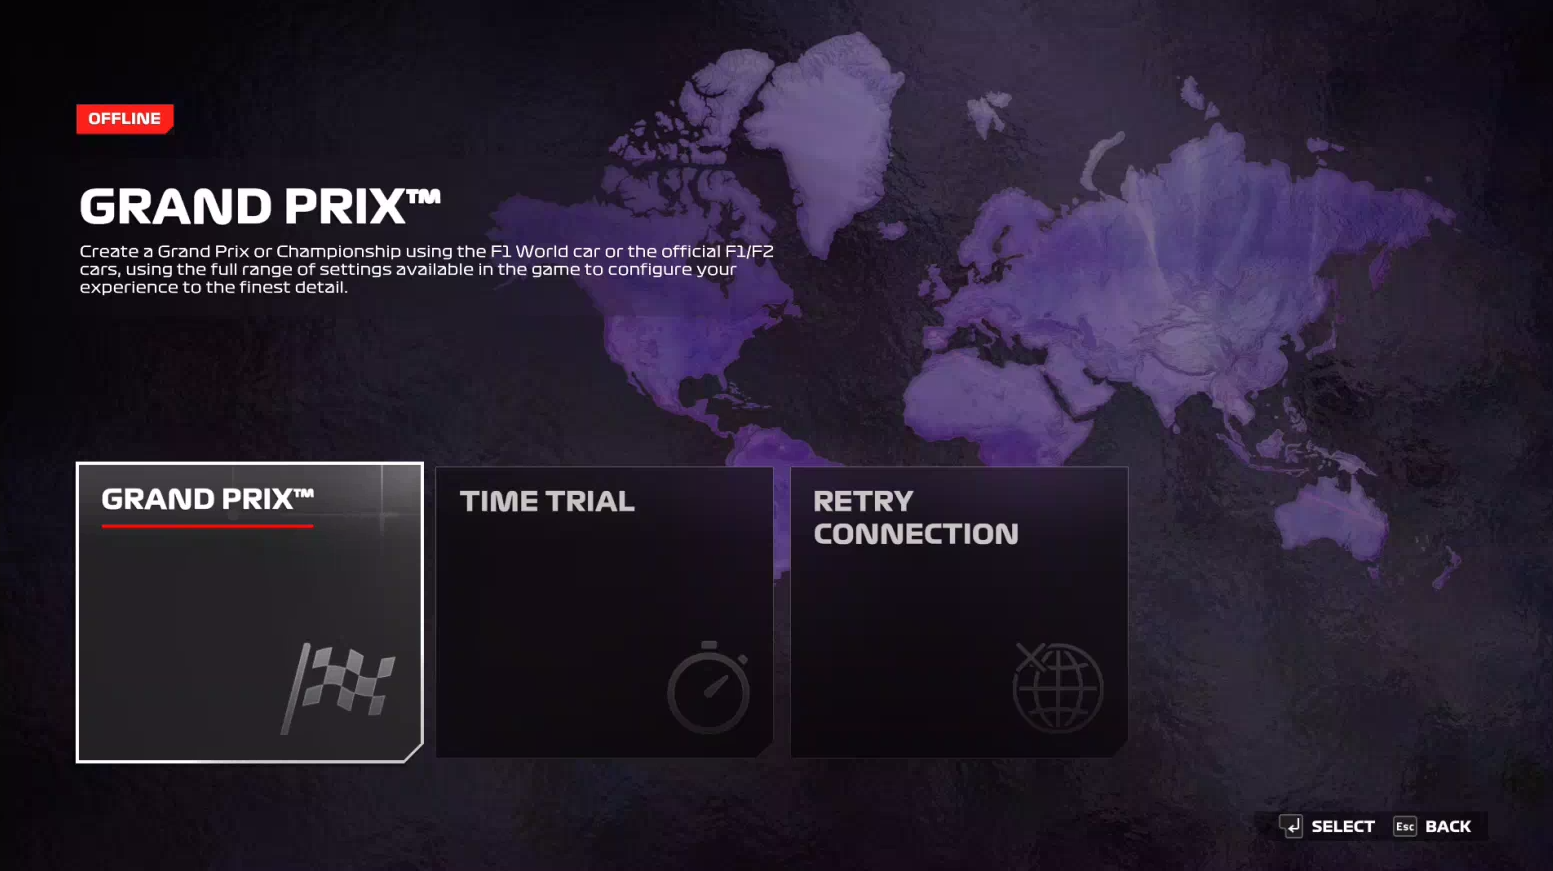 OFFLINE
GRAND PRIX™
Create a Grand Prix or Championship using the F1 World car or the official F1/F2
cars, using the full range of settings available in the game to configure your
experience to the finest detail.
GRAND PRIX™
TIME TRIAL
RETRY
CONNECTION
SELECT
Esc BACK